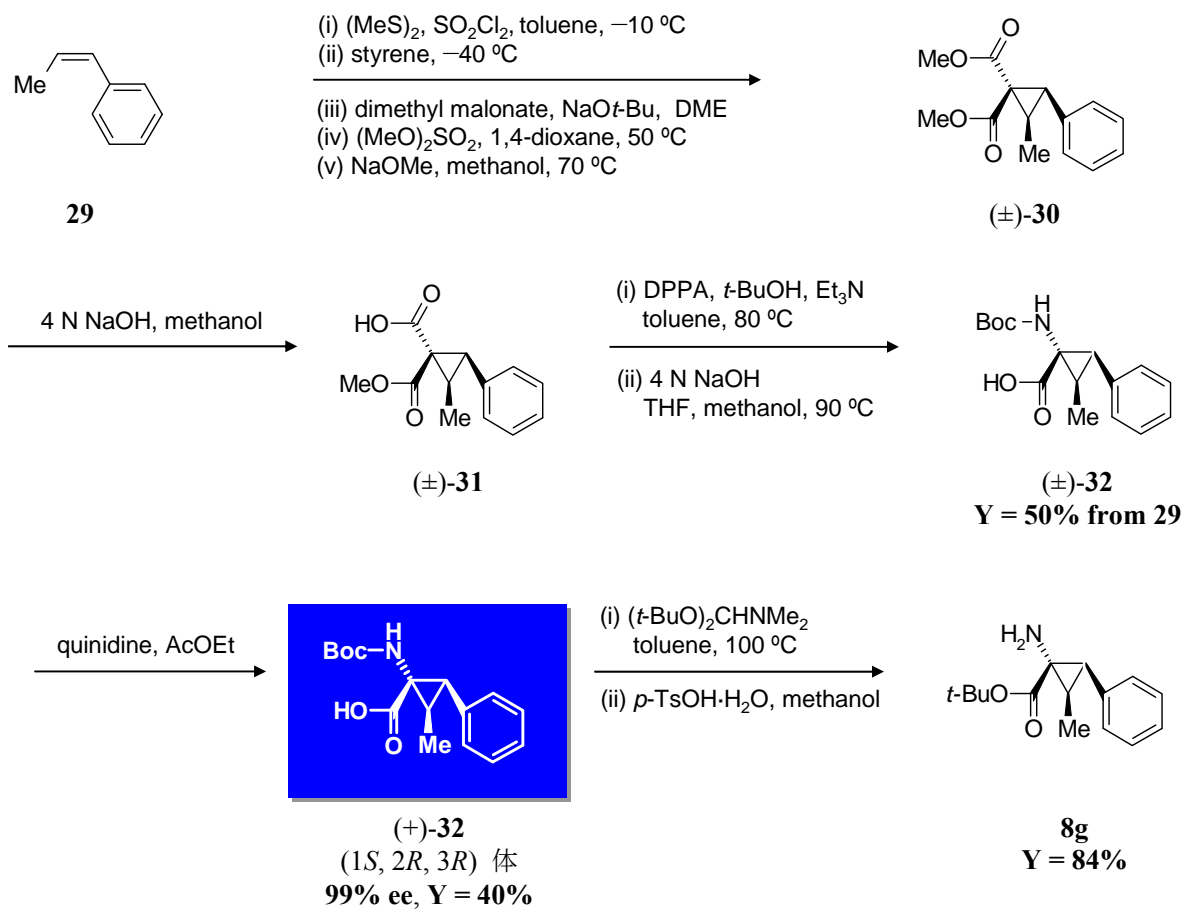 (i) (MeS)2, SO2Cl2, toluene, —10 ºC
(ii) styrene, —40 ºC
(iii) dimethyl malonate, NaOt-Bu, DME
(iv) (MeO)2SO2, 1,4-dioxane, 50 ºC
(v) NaOMe, methanol, 70 ºC
Me
29
MeO
O
MeO
O
Me
(±)-30
4 N NaOH, methanol
O
HO
MeO
O
Me
(±)-31
(i) DPPA, t-BuOH, Et3N
toluene, 80 ºC
(ii) 4 N NaOH
THF, methanol, 90 ºC
H
Boc-N
HO
O
Me
(±)-32
Y = 50% from 29
quinidine, AcOEt
H
Boc-N
HO
O
Me
(+)-32
(1S, 2R, 3R) 体
99% ee, Y = 40%
(i) (t-BuO)2CHNMe2
toluene, 100 ºC
(ii) p-TsOH·H2O, methanol
H2N
t-BuO
O
Me
8g
Y = 84%